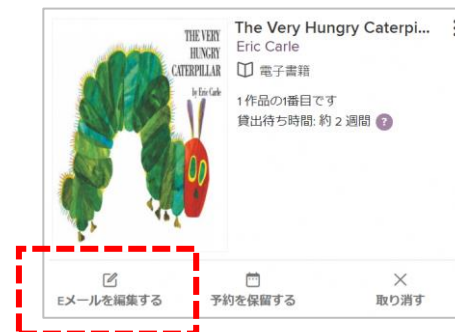 THE VERY
HUNGRY
CATERPILLAR
by Eric Carle
The Very Hungry Caterpi...
Eric Carle
電子書籍
1作品の1番目です
貸出待ち時間: 約 2 週間 ?
Eメールを編集する
予約を保留する
取り消す